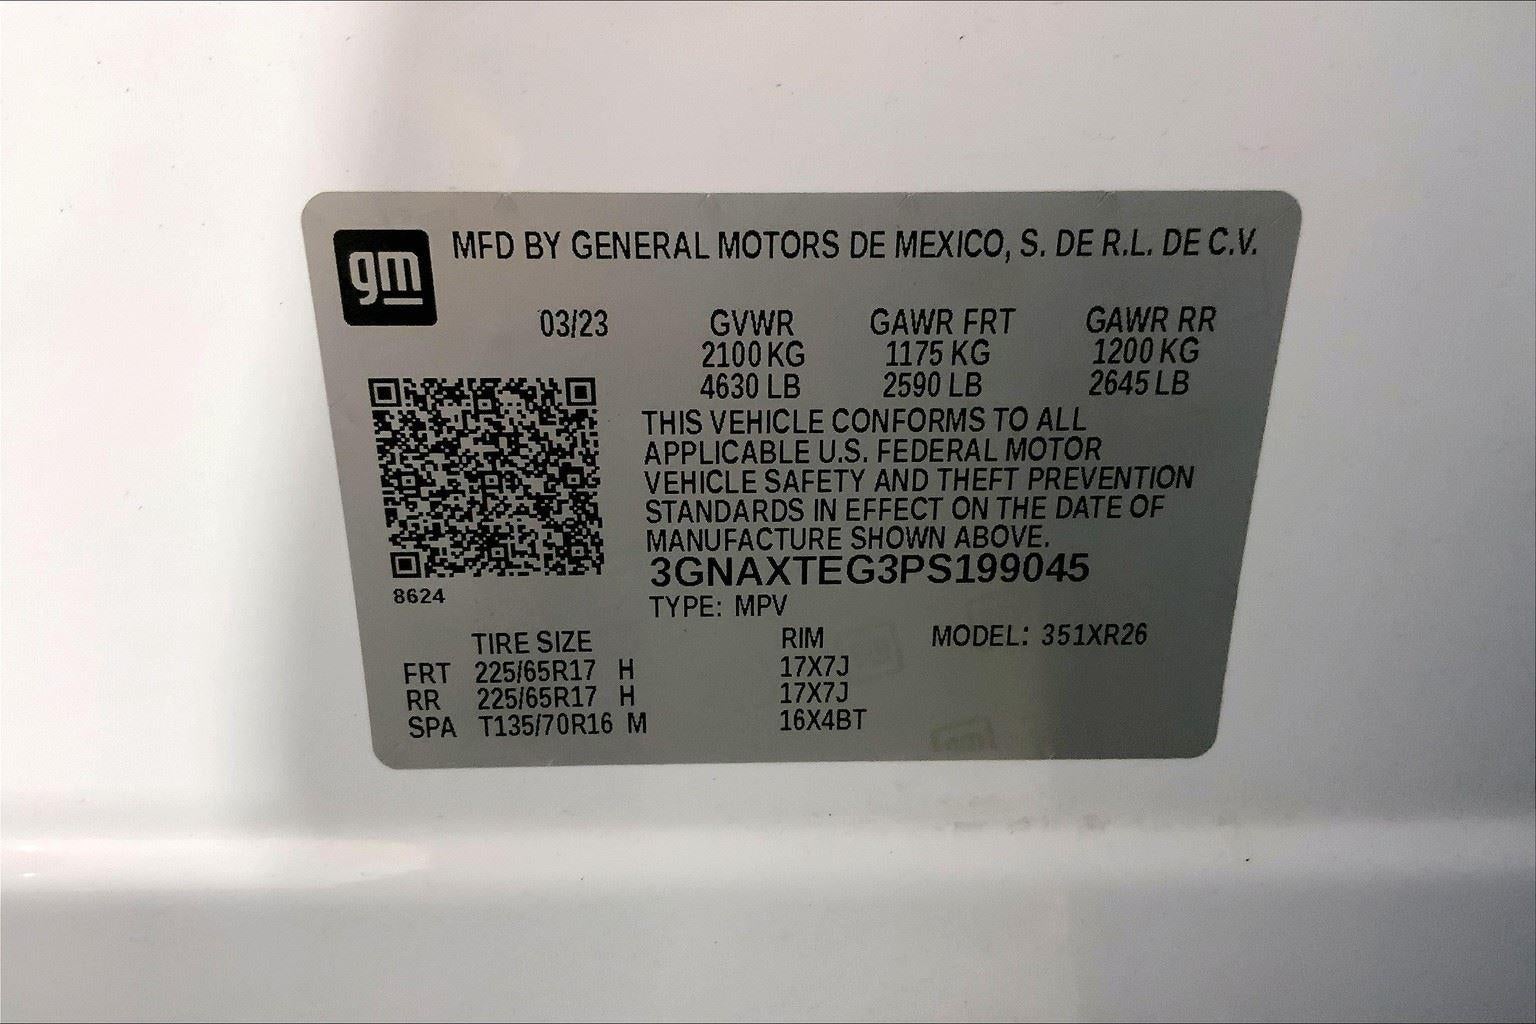 gm MFD BY GENERAL MOTORS DE MEXICO, S. DE R.L. DE C.V.
03/23 GVWR GAWR FRT GAWR RR
2100 KG 1175 KG 1200 KG
4630 LB 2590 LB 2645 LB
THIS VEHICLE CONFORMS TO ALL
APPLICABLE U.S. FEDERAL MOTOR
VEHICLE SAFETY AND THEFT PREVENTION
STANDARDS IN EFFECT ON THE DATE OF
MANUFACTURE SHOWN ABOVE.
3GNAXTEG3PS199045
8624
TYPE: MPV
TIRE SIZE RIM MODEL: 351XR26
FRT 225/65R17 H 17X7J
RR 225/65R17 H 17X7J
SPA T135/70R16 M 16X4BT